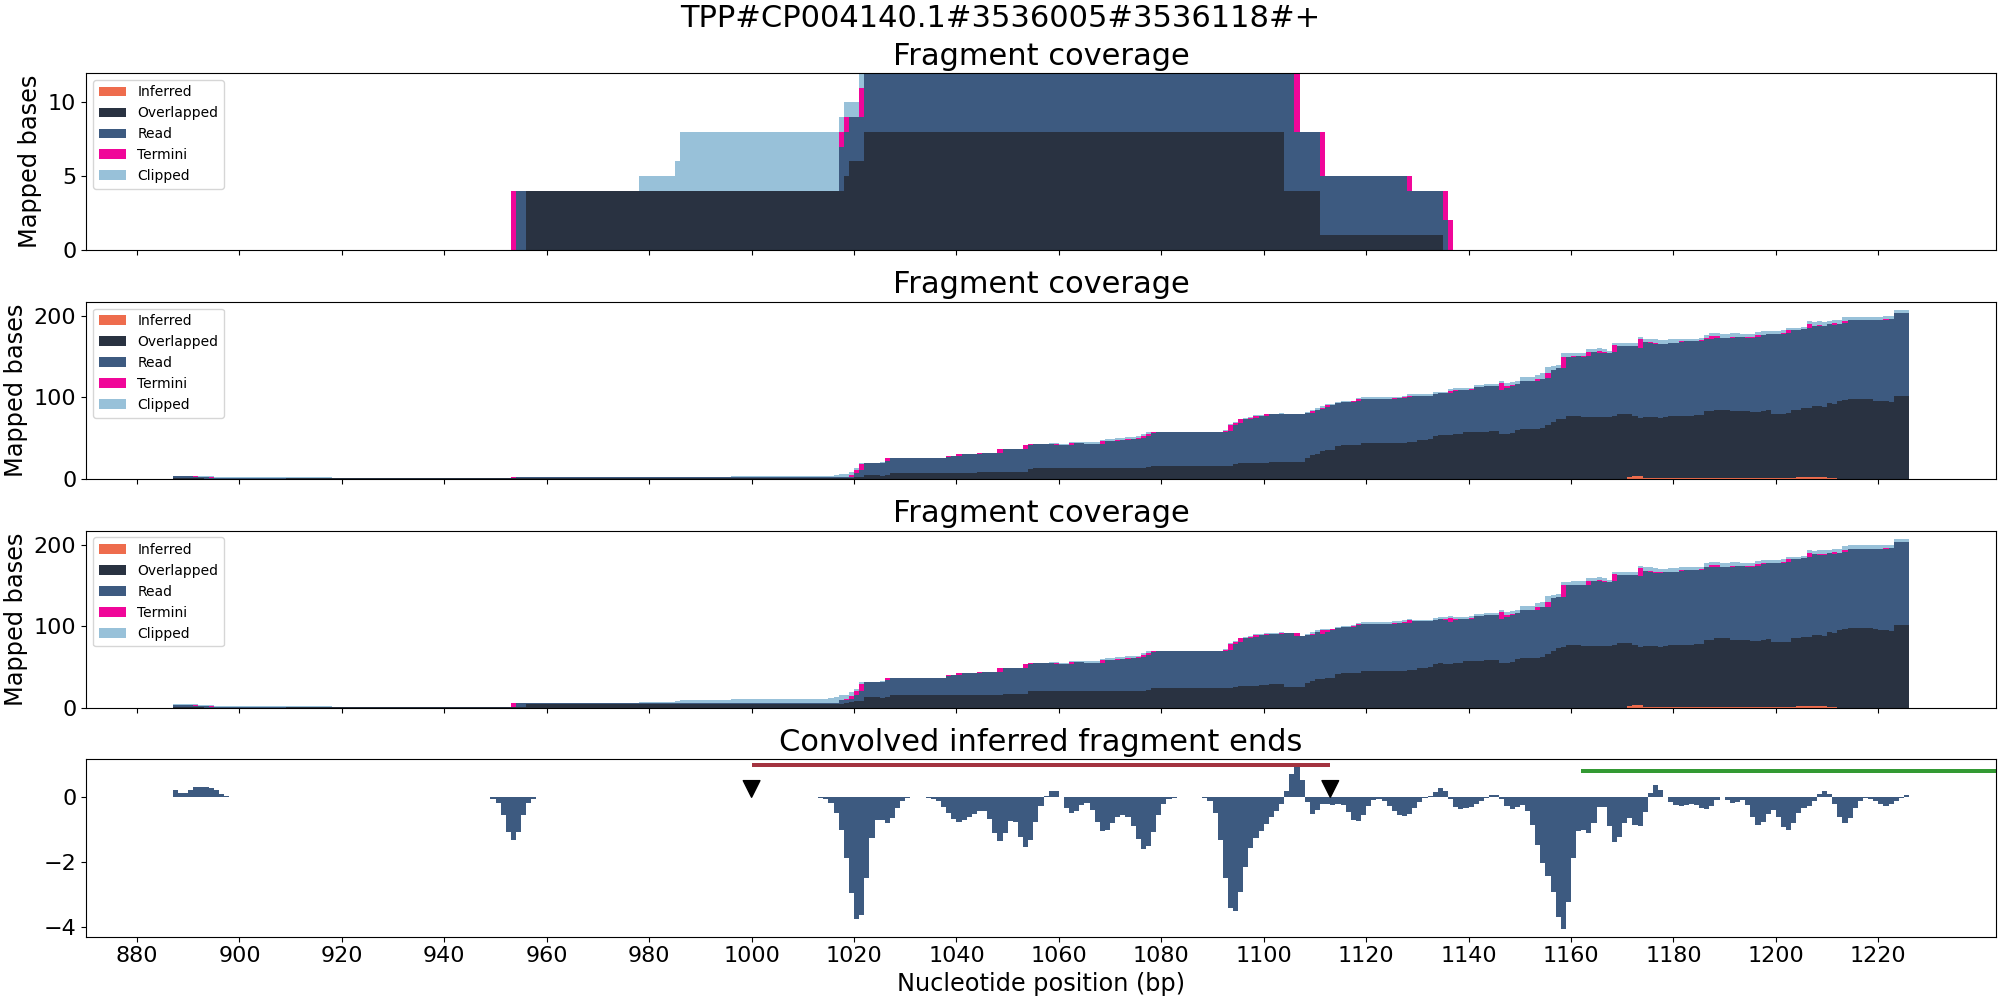 TPP#CP004140.1#3536005#3536118#+
Fragment coverage
Mapped bases
10
5
0
Inferred
Overlapped
Read
Termini
Clipped
Fragment coverage
Mapped bases
200
100
0
Inferred
Overlapped
Read
Termini
Clipped
Fragment coverage
Mapped bases
200
100
0
Inferred
Overlapped
Read
Termini
Clipped
Convolved inferred fragment ends
0
−2
−4
880 900 920 940 960 980 1000 1020 1040 1060 1080 1100 1120 1140 1160 1180 1200 1220
Nucleotide position (bp)